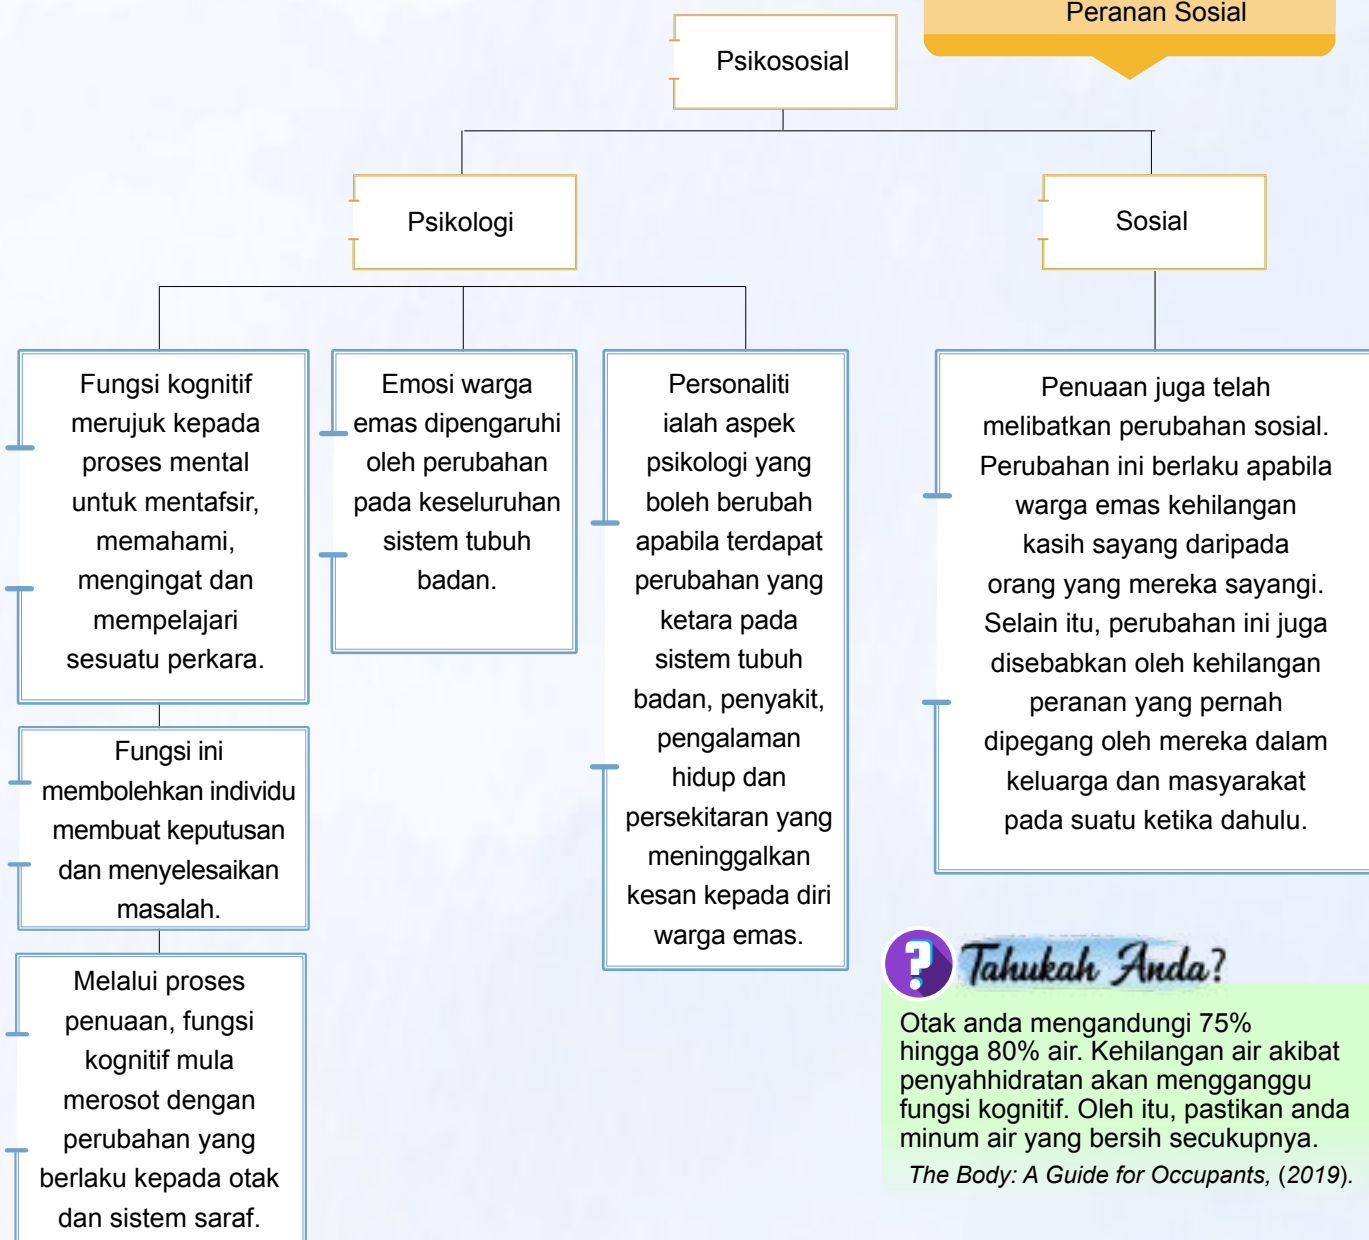 Peranan Sosial
Psikososial
Psikologi
Sosial
Fungsi kognitif
merujuk kepada
proses mental
untuk mentafsir,
memahami,
mengingat dan
mempelajari
sesuatu perkara.
Fungsi ini
membolehkan individu
membuat keputusan
dan menyelesaikan
masalah.
Melalui proses
penuaan, fungsi
kognitif mula
merosot dengan
perubahan yang
berlaku kepada otak
dan sistem saraf.
Emosi warga
emas dipengaruhi
oleh perubahan
pada keseluruhan
sistem tubuh
badan.
Personaliti
ialah aspek
psikologi yang
boleh berubah
apabila terdapat
perubahan yang
ketara pada
sistem tubuh
badan, penyakit,
pengalaman
hidup dan
persekitaran yang
meninggalkan
kesan kepada diri
warga emas.
Penuaan juga telah
melibatkan perubahan sosial.
Perubahan ini berlaku apabila
warga emas kehilangan
kasih sayang daripada
orang yang mereka sayangi.
Selain itu, perubahan ini juga
disebabkan oleh kehilangan
peranan yang pernah
dipegang oleh mereka dalam
keluarga dan masyarakat
pada suatu ketika dahulu.
? Tahukah Anda?
Otak anda mengandungi 75%
hingga 80% air. Kehilangan air akibat
penyahhidratan akan mengganggu
fungsi kognitif. Oleh itu, pastikan anda
minum air yang bersih secukupnya.
The Body: A Guide for Occupants, (2019).